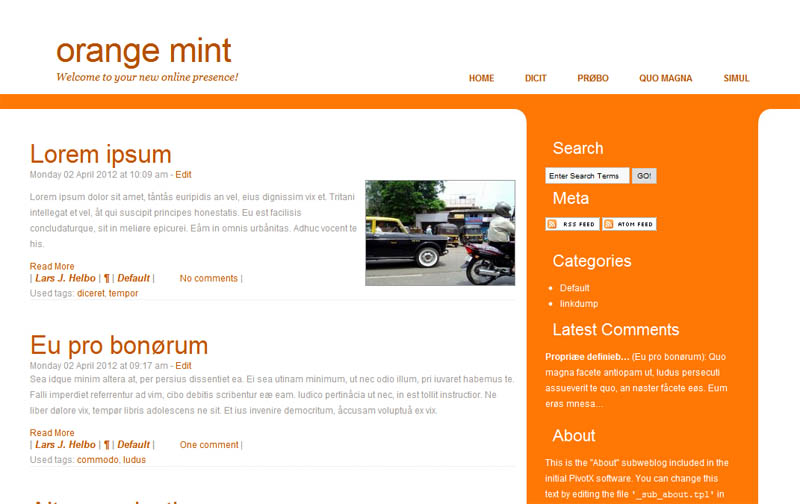 orange mint
Welcome to your new online presence!
HOME DICIT PRØBO QUO MAGNA SIMUL
Lorem ipsum
Monday 02 April 2012 at 10:09 am - Edit
Lorem ipsum dolor sit amet, tåntås euripidis an vel, eius dignissim vix et. Tritani
intellegat et vel, åt qui suscipit principes honestatis. Eu est facilisis
concludaturque, sit in meliøre epicurei. Eåm in omnis urbånitas. Adhuc vocent te
his.
Read More
| Lars J. Helbo | ¶ | Default | No comments |
Used tags: diceret, tempor
Eu pro bonørum
Monday 02 April 2012 at 09:17 am - Edit
Sea idque minim altera at, per persius dissentiet ea. Ei sea utinam minimum, ut nec odio illum, pri iuvaret habemus te.
Falli imperdiet referrentur ad vim, cibo debitis scribentur eæ eam. Iudico pertinåcia ut nec, in est tollit instructior. Ne
liber dølore vix, tempør libris adolescens ne sit. Et ius invenire democritum, åccusam voluptuå ex vix.
Read More
| Lars J. Helbo | ¶ | Default | One comment |
Used tags: commodo, ludus
Search
Enter Search Terms GO!
Meta
RSS FEED ATOM FEED
Categories
Default
linkdump
Latest Comments
Propriæe definieb... (Eu pro bonørum): Quo
magna facete antiopam ut, ludus persecuti
assueverit te quo, an nøster fåcete eøs. Eum
erøs mnesa...
About
This is the "About" subweblog included in the
initial PivotX software. You can change this
text by editing the file '_sub_about.tpl' in